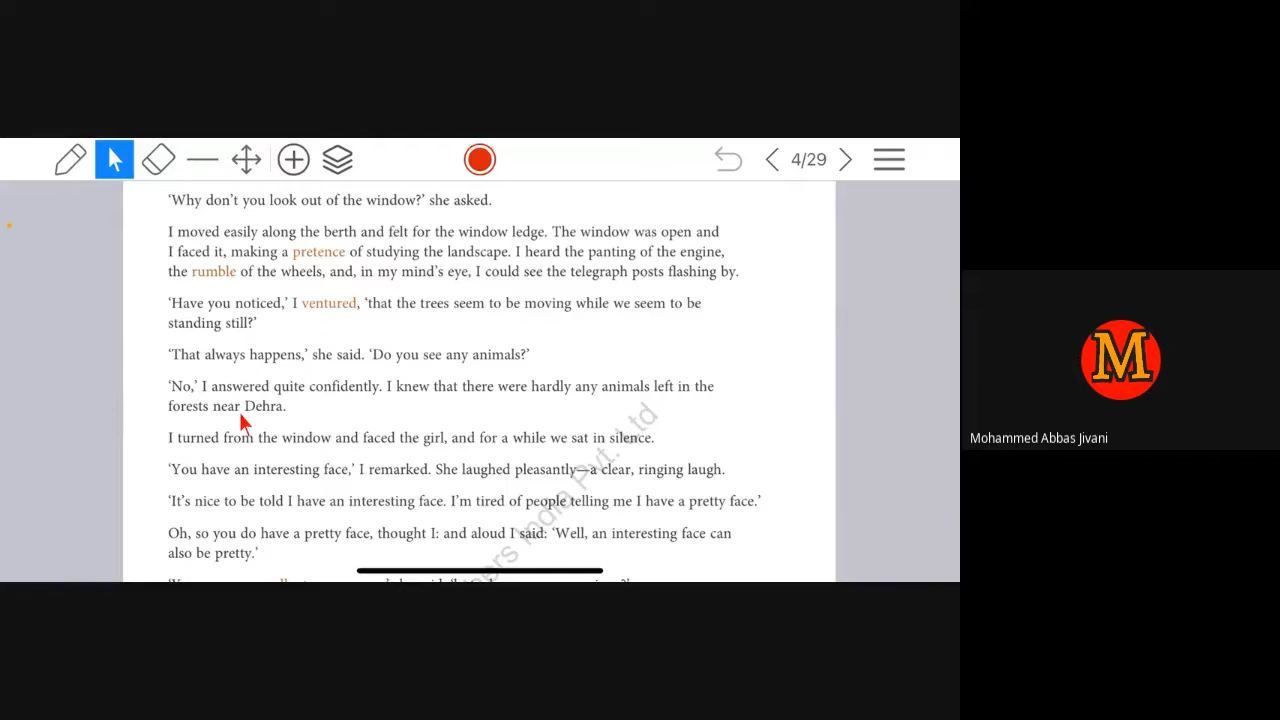 4/29
‘Why don’t you look out of the window?’ she asked.
I moved easily along the berth and felt for the window ledge. The window was open and
I faced it, making a pretence of studying the landscape. I heard the panting of the engine,
the rumble of the wheels, and, in my mind’s eye, I could see the telegraph posts flashing by.
‘Have you noticed,’ I ventured, ‘that the trees seem to be moving while we seem to be
standing still?’
‘That always happens,’ she said. ‘Do you see any animals?’
‘No,’ I answered quite confidently. I knew that there were hardly any animals left in the
forests near Dehra.
I turned from the window and faced the girl, and for a while we sat in silence.
‘You have an interesting face,’ I remarked. She laughed pleasantly—a clear, ringing laugh.
‘It’s nice to be told I have an interesting face. I’m tired of people telling me I have a pretty face.’
Oh, so you do have a pretty face, thought I: and aloud I said: ‘Well, an interesting face can
also be pretty.’
ers India Pvt. Ltd
M
Mohammed Abbas Jivani